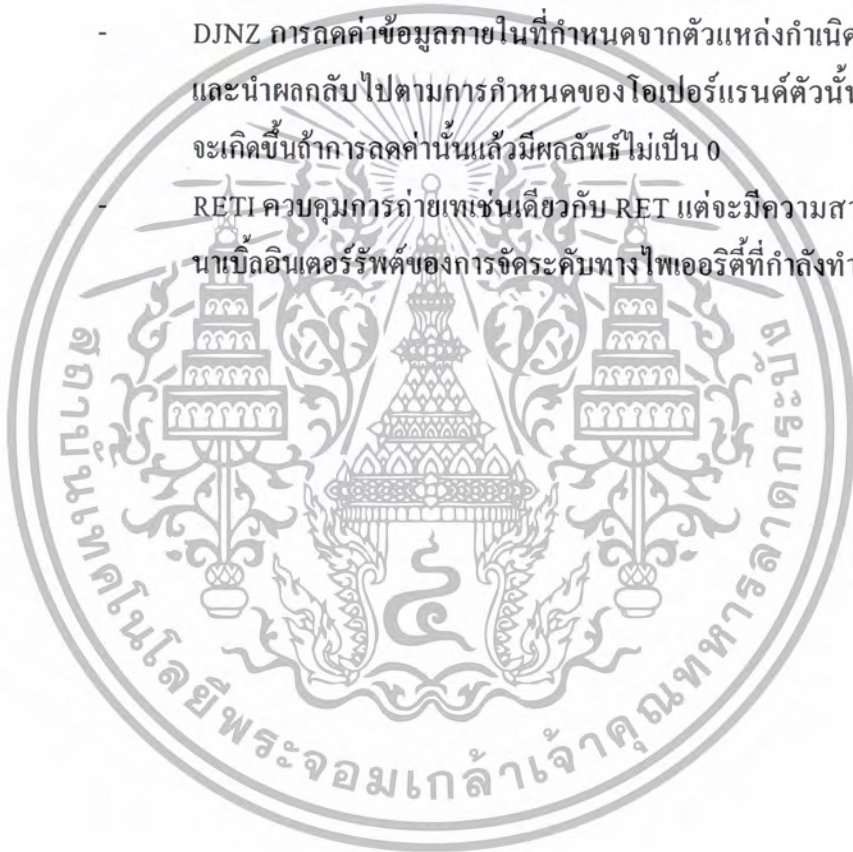 - DJNZ การลดค่าข้อมูลภายในที่กำหนดจากตัวแหล่งกำเนิด
และนำผลกลับไปตามการกำหนดของโอเปอร์แรนด์ตัวนั้น
จะเกิดขึ้นถ้าการลดค่านั้นแล้วมีผลลัพธ์ไม่เป็น 0
- RETI ควบคุมการถ่ายเทเช่นเดียวกับ RET แต่จะมีความสา
นาเบิ้ลอินเตอร์รัพต์ของการจัดระดับทางไพเออริตี้ที่กำลังทำ
สถาบันเทคโนโลยีพระจอมเกล้าเจ้าคุณทหารลาดกระบัง